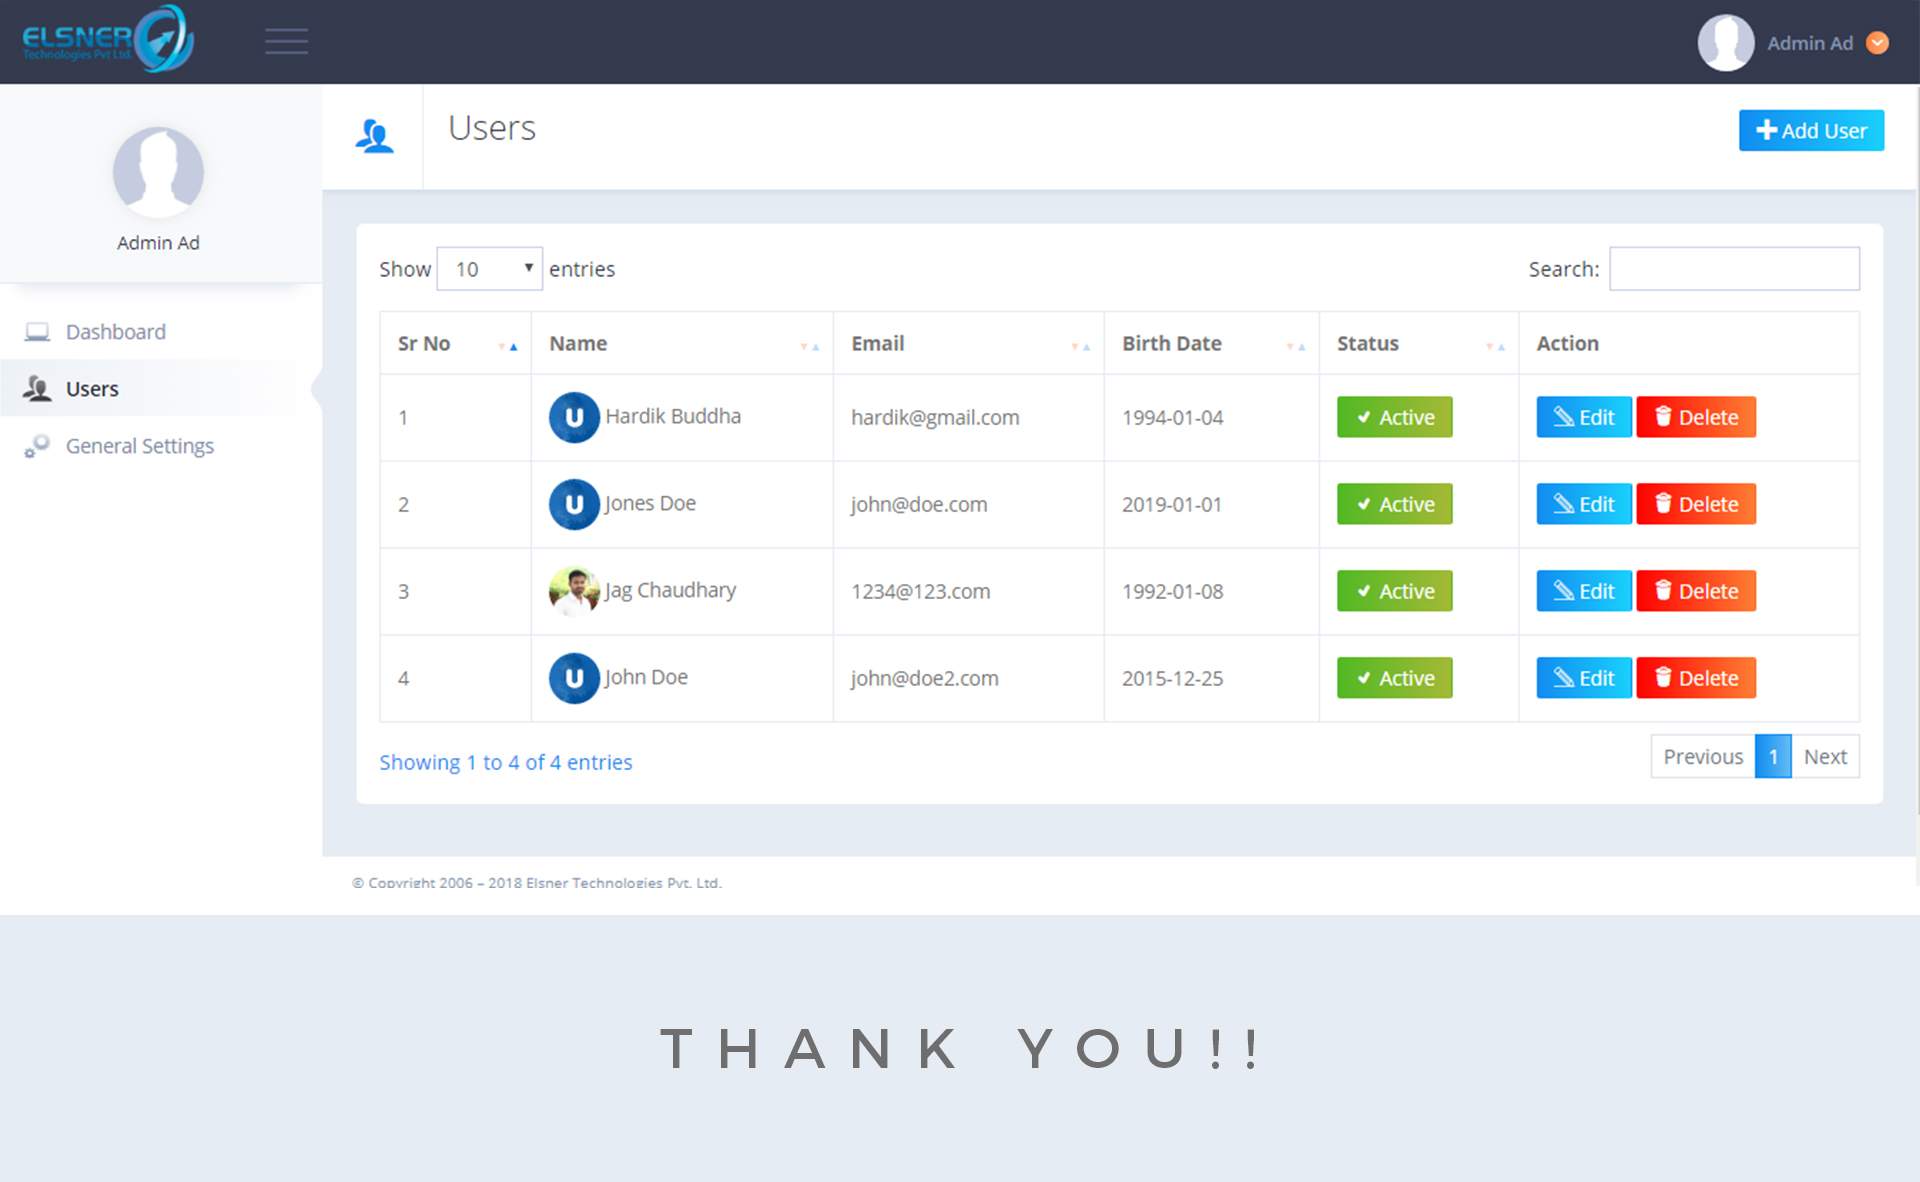 ELSNER
Technologies Pvt Ltd.
Admin Ad
Admin Ad
Dashboard
Users
General Settings
Users
Add User
Show 10 entries
Search:
Sr No Name Email Birth Date Status Action
1 U Hardik Buddha hardik@gmail.com 1994-01-04 Active Edit Delete
2 U Jones Doe john@doe.com 2019-01-01 Active Edit Delete
3 Jag Chaudhary 1234@123.com 1992-01-08 Active Edit Delete
4 U John Doe john@doe2.com 2015-12-25 Active Edit Delete
Showing 1 to 4 of 4 entries
Previous 1 Next
© Copyright 2006 – 2018 Elsner Technologies Pvt. Ltd.
THANK YOU!!